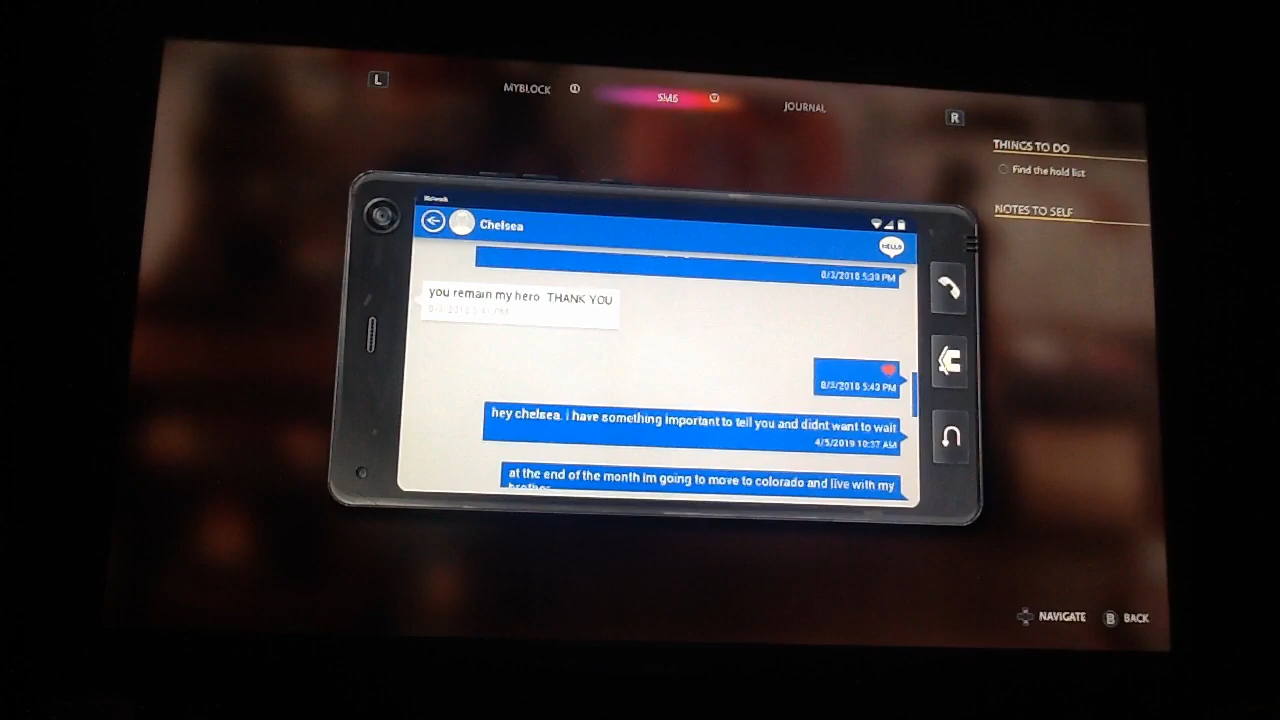 L
MYBLOCK
SMS
JOURNAL
R
THINGS TO DO
Find the hold list
NOTES TO SELF
Chelsea
HELLO
8/3/2018 5:39 PM
you remain my hero THANK YOU
8/3/2018 5:43 PM
hey chelsea. i have something important to tell you and didnt want to wait
4/5/2019 10:37 AM
at the end of the month im going to move to colorado and live with my
brother
NAVIGATE
B BACK